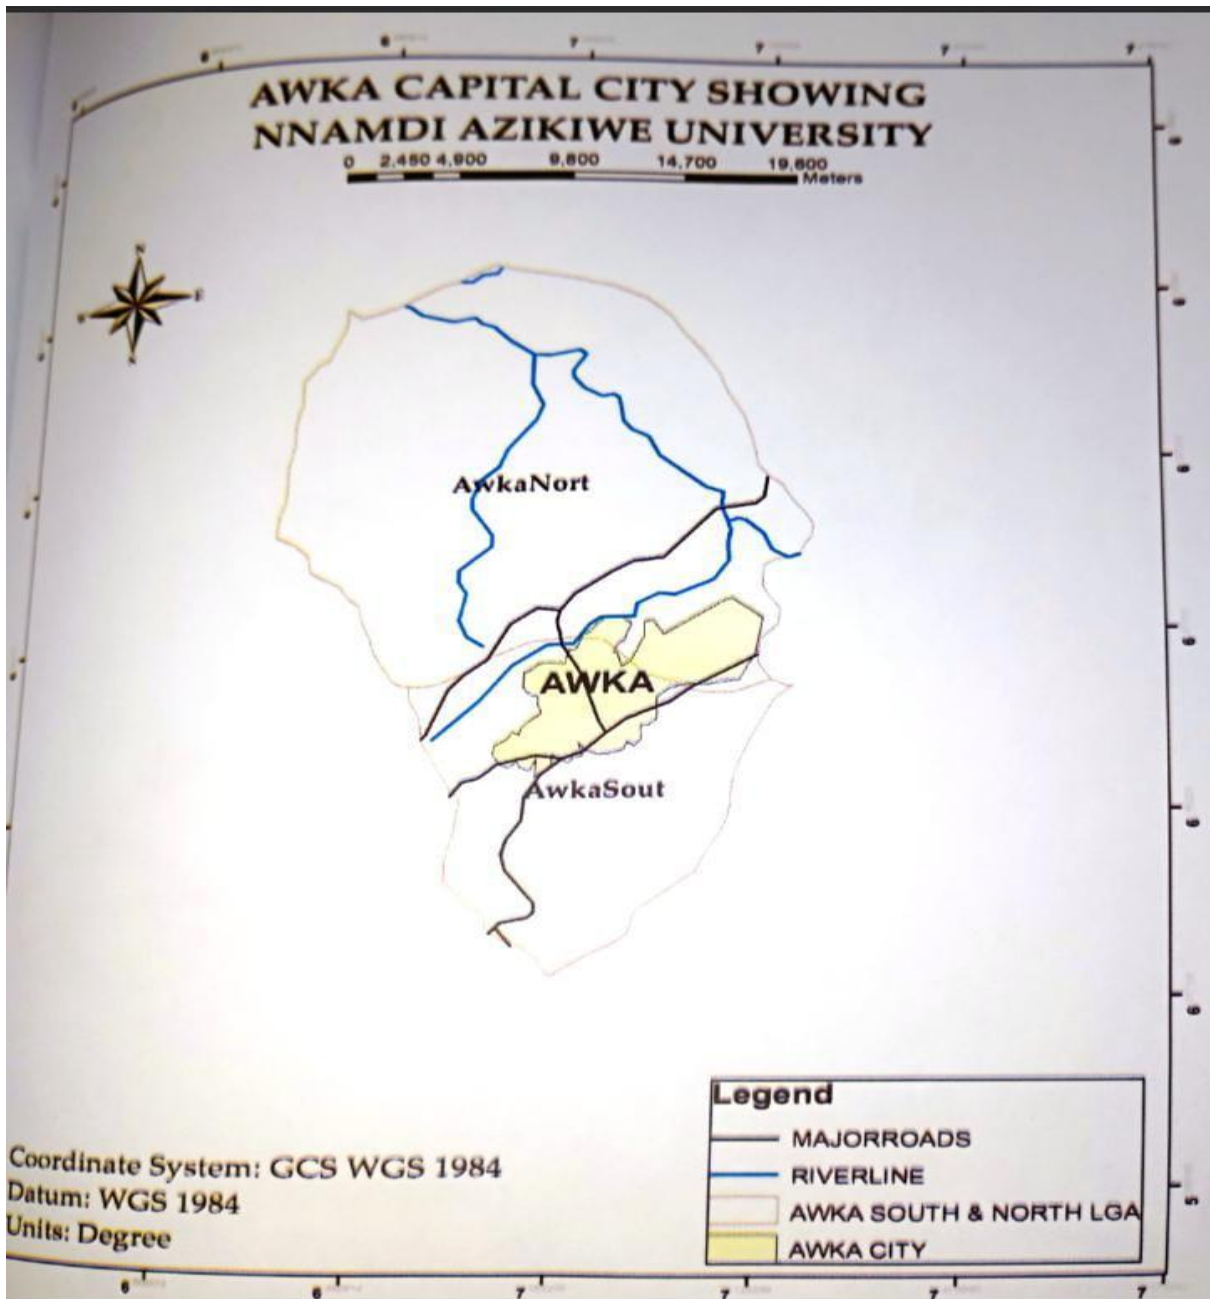 AWKA CAPITAL CITY SHOWING
NNAMDI AZIKIWE UNIVERSITY
0 2,450 4,900 9,800 14,700 19,600
Meters
N
E
AwkaNort
AWKA
AwkaSout
Legend
MAJORROADS
RIVERLINE
AWKA SOUTH & NORTH LGA
AWKA CITY
Coordinate System: GCS WGS 1984
Datum: WGS 1984
Units: Degree